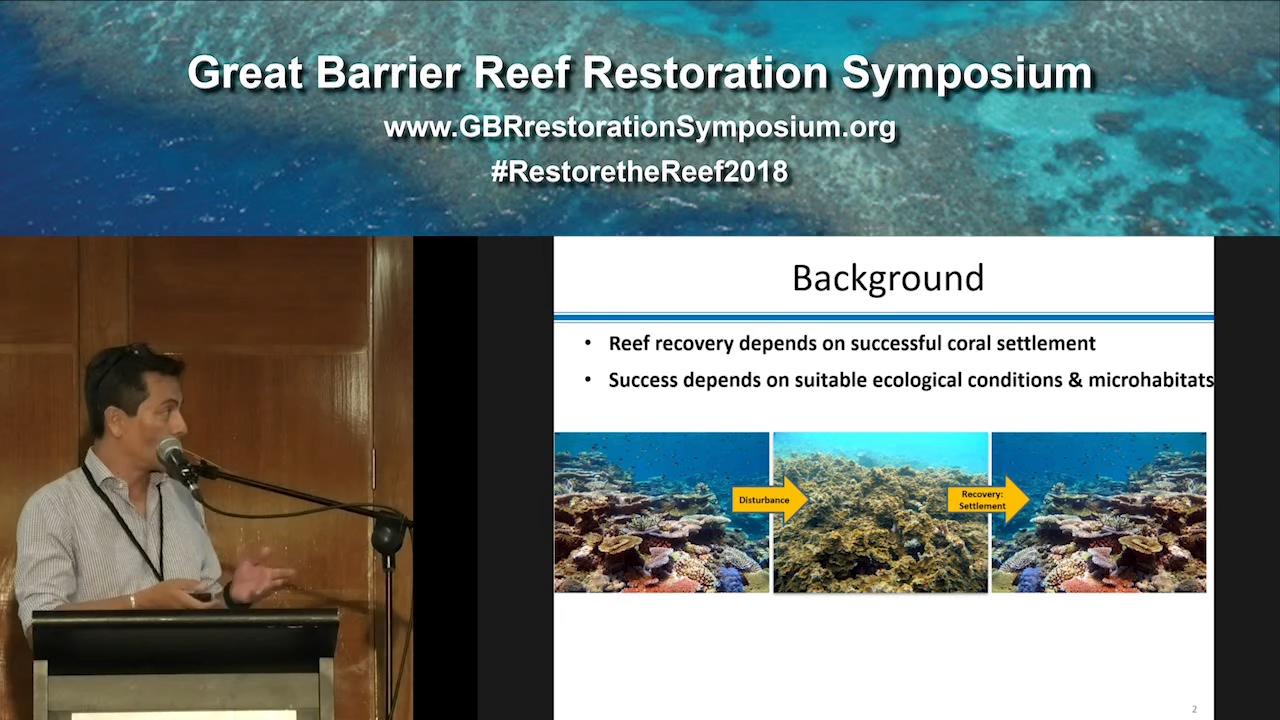 Great Barrier Reef Restoration Symposium
www.GBRrestorationSymposium.org
#RestoretheReef2018
Background
• Reef recovery depends on successful coral settlement
• Success depends on suitable ecological conditions & microhabitats
Disturbance
Recovery:
Settlement
2